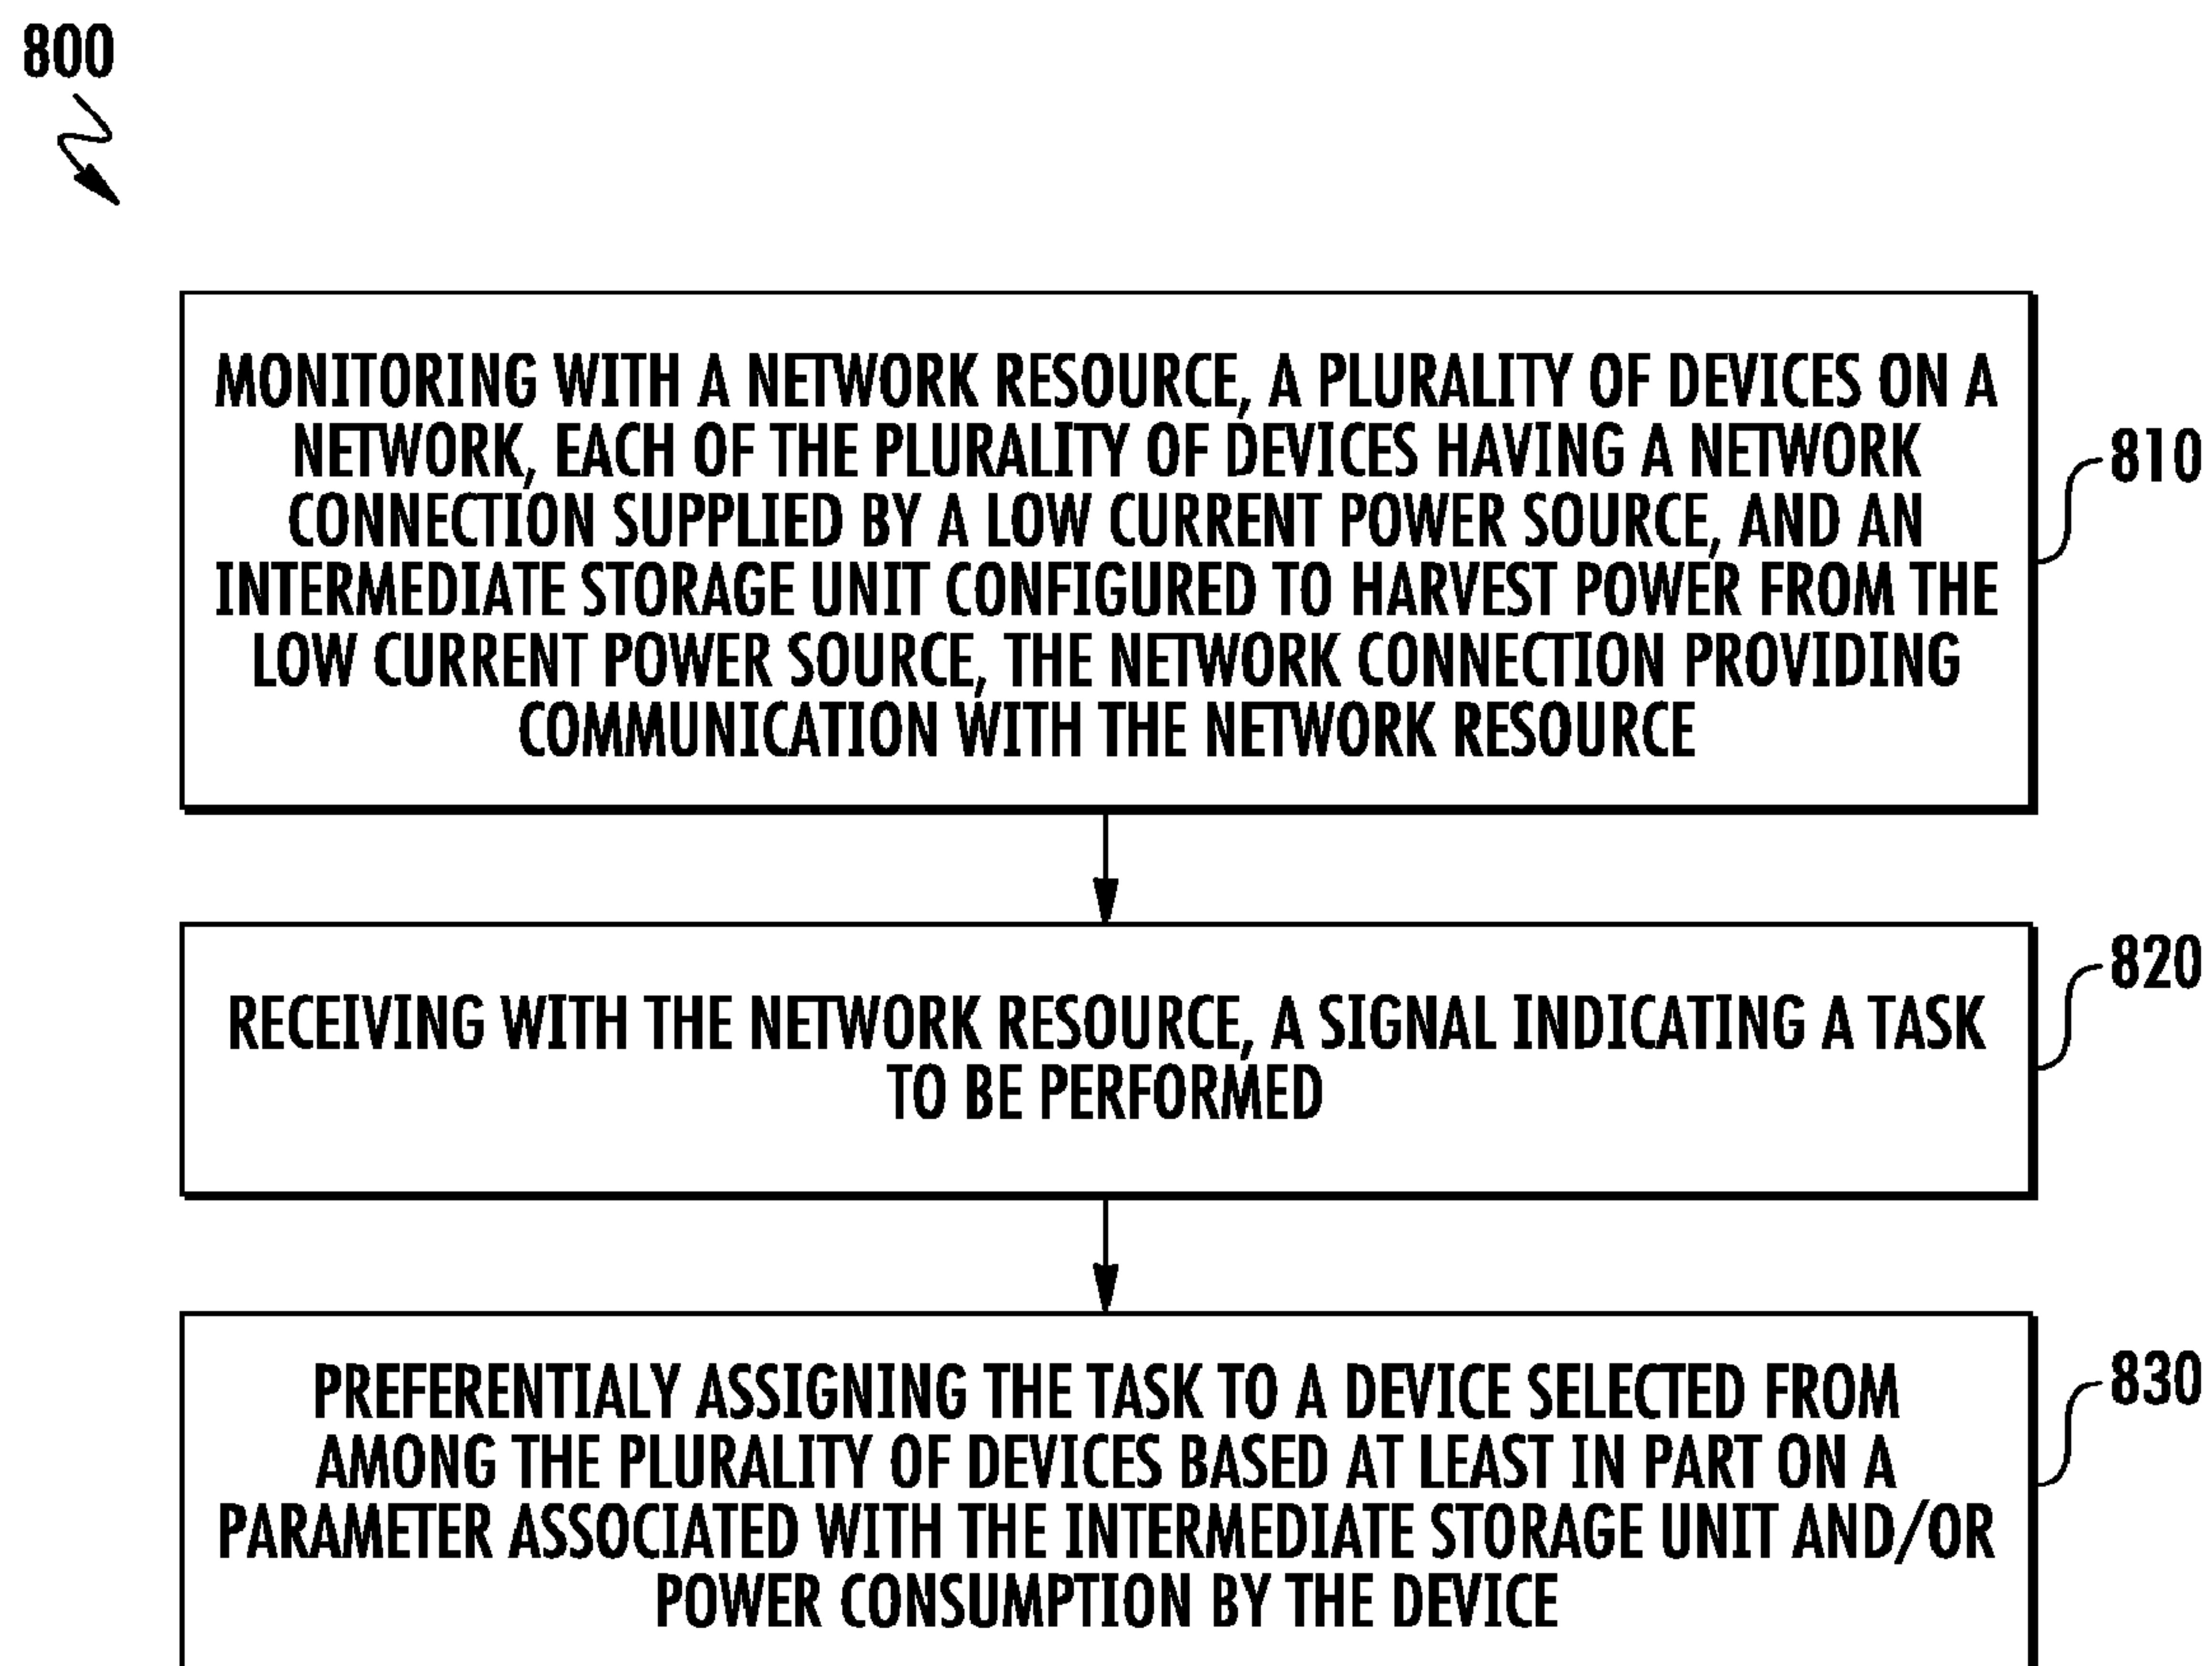 800
MONITORING WITH A NETWORK RESOURCE, A PLURALITY OF DEVICES ON A
NETWORK, EACH OF THE PLURALITY OF DEVICES HAVING A NETWORK
CONNECTION SUPPLIED BY A LOW CURRENT POWER SOURCE, AND AN
INTERMEDIATE STORAGE UNIT CONFIGURED TO HARVEST POWER FROM THE
LOW CURRENT POWER SOURCE, THE NETWORK CONNECTION PROVIDING
COMMUNICATION WITH THE NETWORK RESOURCE
810
RECEIVING WITH THE NETWORK RESOURCE, A SIGNAL INDICATING A TASK
TO BE PERFORMED
820
PREFERENTIALY ASSIGNING THE TASK TO A DEVICE SELECTED FROM
AMONG THE PLURALITY OF DEVICES BASED AT LEAST IN PART ON A
PARAMETER ASSOCIATED WITH THE INTERMEDIATE STORAGE UNIT AND/OR
POWER CONSUMPTION BY THE DEVICE
830